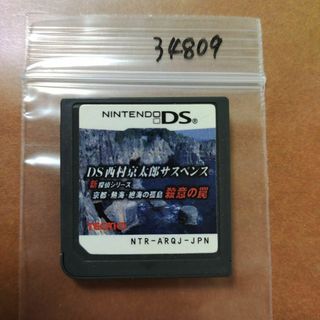 34809
NINTENDO DS®
DS西村京太郎サスペンス
新探偵シリーズ
京都・熱海・絶海の孤島 殺意の罠
TECMO
NTR-ARQJ-JPN